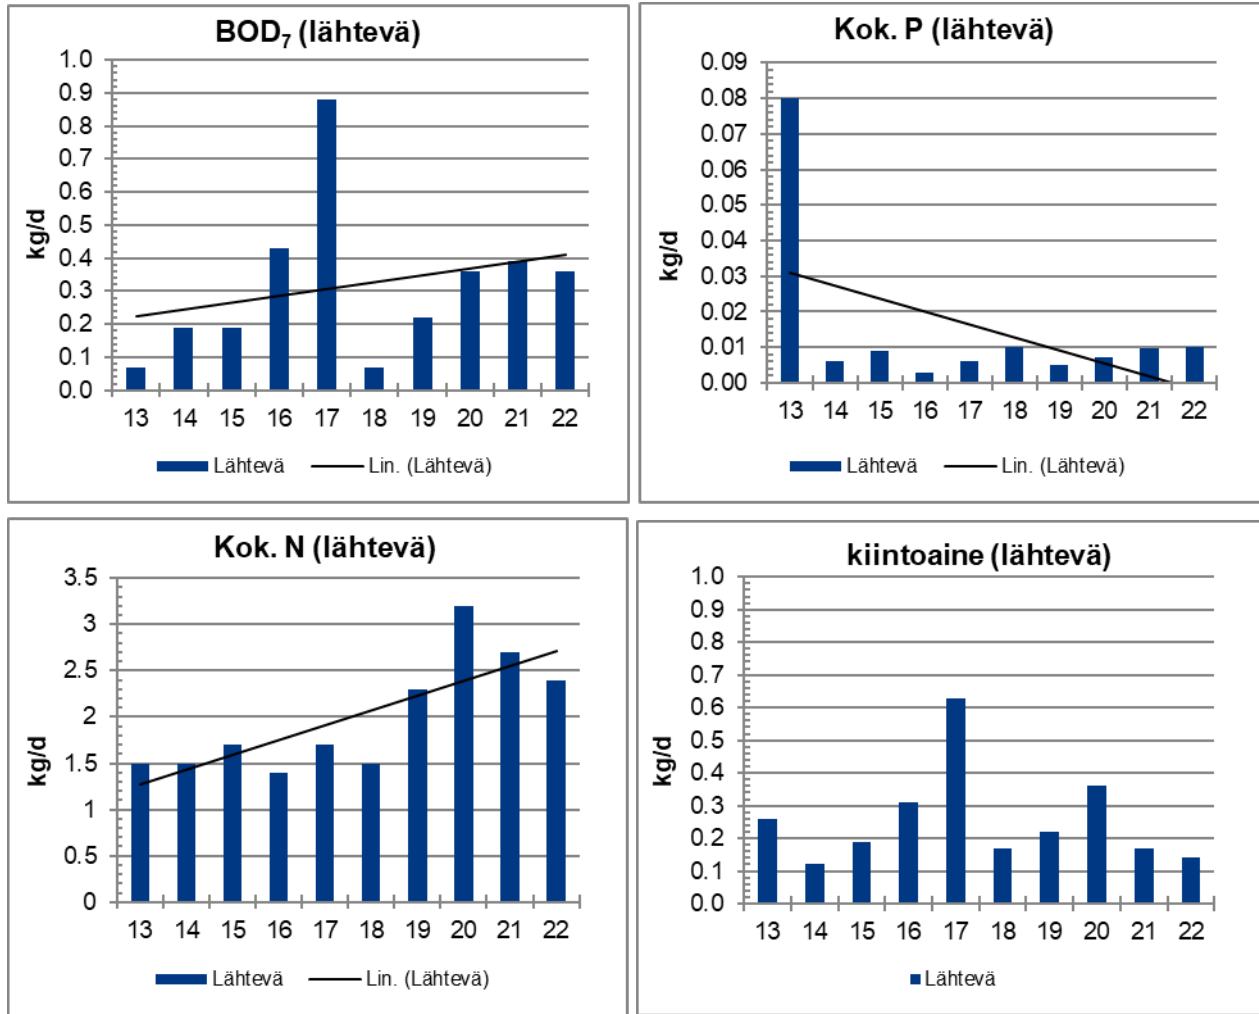 BOD₇ (lähtevä)
1.0
0.9
0.8
0.7
0.6
0.5
0.4
0.3
0.2
0.1
0.0
kg/d
13 14 15 16 17 18 19 20 21 22
Lähtevä Lin. (Lähtevä)
Kok. P (lähtevä)
0.09
0.08
0.07
0.06
0.05
0.04
0.03
0.02
0.01
0.00
kg/d
13 14 15 16 17 18 19 20 21 22
Lähtevä Lin. (Lähtevä)
Kok. N (lähtevä)
3.5
3
2.5
2
1.5
1
0.5
0
kg/d
13 14 15 16 17 18 19 20 21 22
Lähtevä Lin. (Lähtevä)
kiintoaine (lähtevä)
1.0
0.9
0.8
0.7
0.6
0.5
0.4
0.3
0.2
0.1
0.0
kg/d
13 14 15 16 17 18 19 20 21 22
Lähtevä